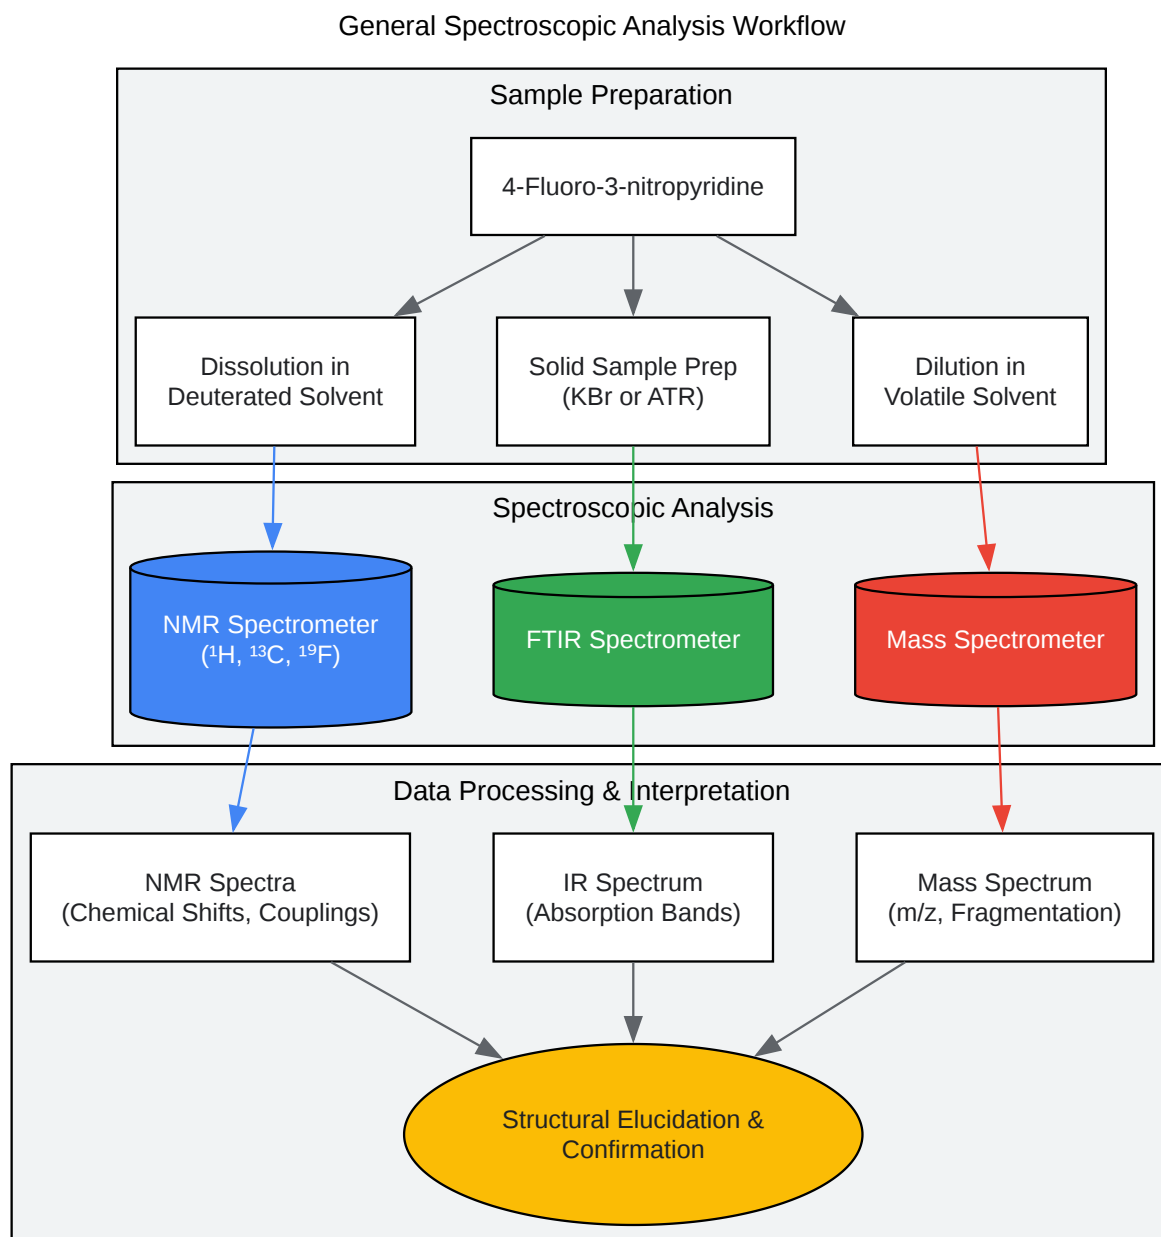 General Spectroscopic Analysis Workflow
Sample Preparation
4-Fluoro-3-nitropyridine
Dissolution in
Deuterated Solvent
Solid Sample Prep
(KBr or ATR)
Dilution in
Volatile Solvent
Spectroscopic Analysis
NMR Spectrometer
(¹H, ¹³C, ¹⁹F)
FTIR Spectrometer
Mass Spectrometer
Data Processing & Interpretation
NMR Spectra
(Chemical Shifts, Couplings)
IR Spectrum
(Absorption Bands)
Mass Spectrum
(m/z, Fragmentation)
Structural Elucidation &
Confirmation